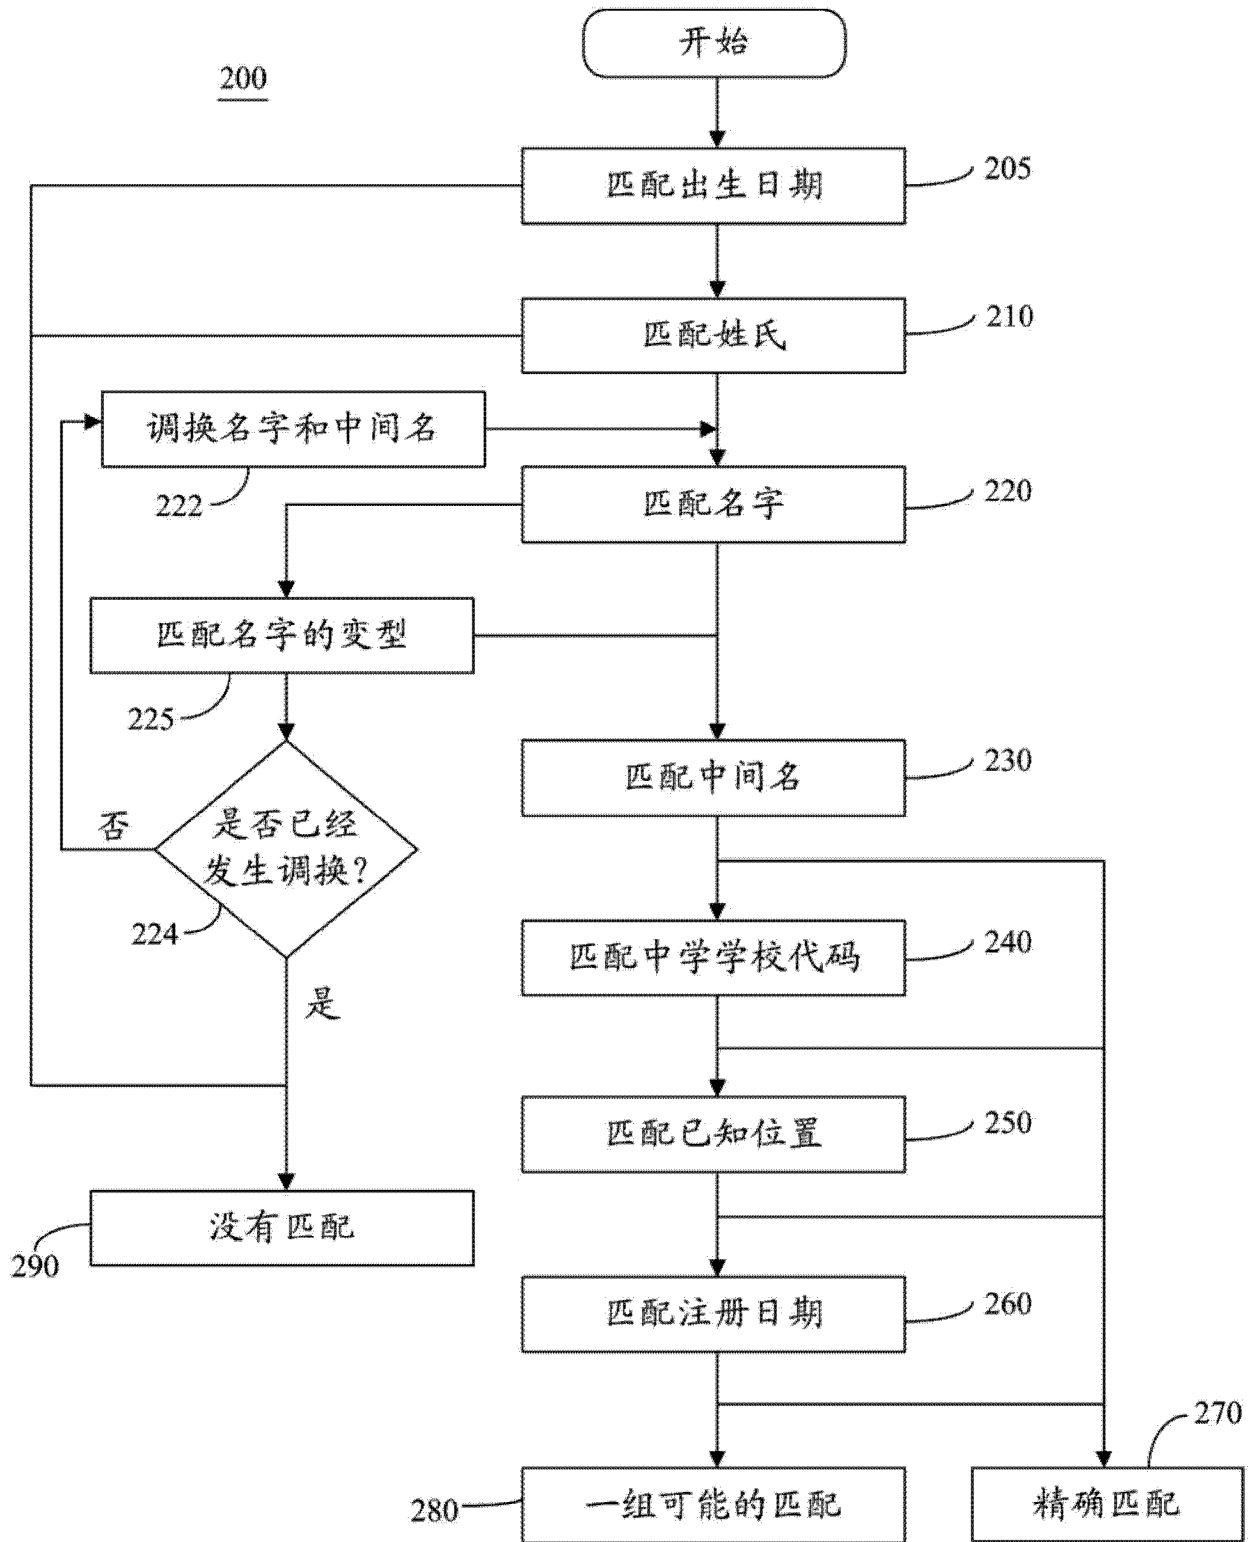 开始
200
匹配出生日期
205
匹配姓氏
210
调换名字和中间名
222
匹配名字
220
匹配名字的变型
225
匹配中间名
230
否
是否已经
发生调换?
224
匹配中学学校代码
240
是
匹配已知位置
250
没有匹配
290
匹配注册日期
260
270
280
一组可能的匹配
精确匹配